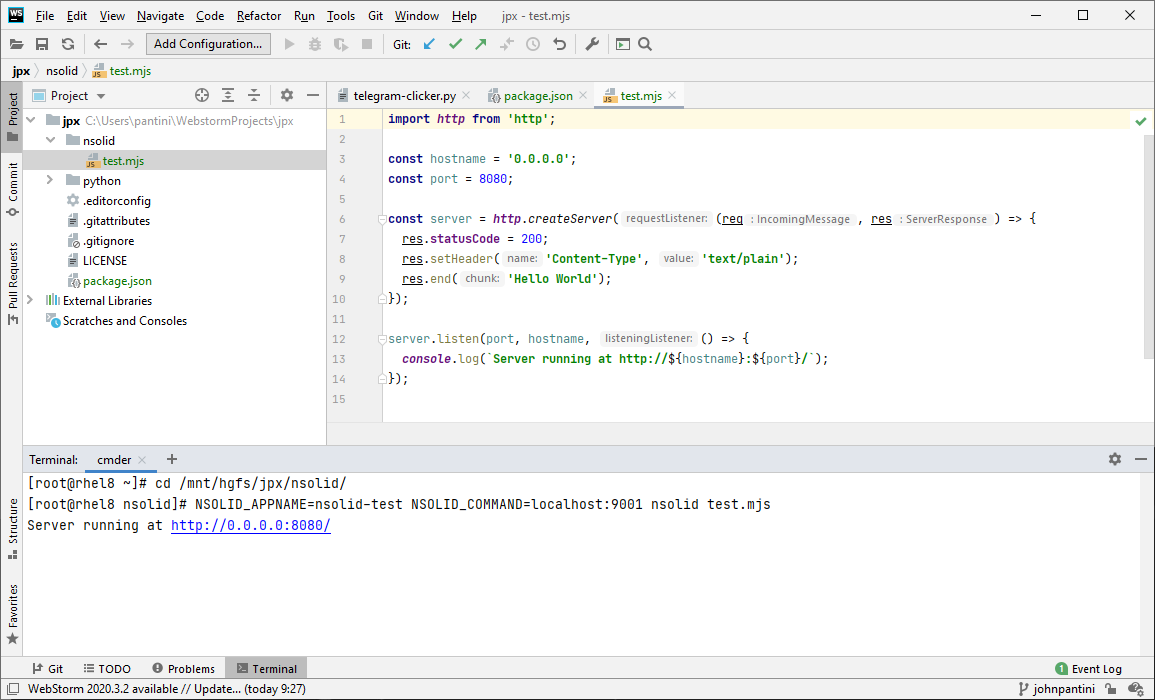 WS File Edit View Navigate Code Refactor Run Tools Git Window Help jpx - test.mjs
Add Configuration... Git:
jpx nsolid test.mjs
Project
telegram-clicker.py package.json test.mjs
Project
Commit
Pull Requests
Structure
Favorites
jpx C:\Users\pantini\WebstormProjects\jpx
nsolid
test.mjs
python
.editorconfig
.gitattributes
.gitignore
LICENSE
package.json
External Libraries
Scratches and Consoles
1 import http from 'http';
2
3 const hostname = '0.0.0.0';
4 const port = 8080;
5
6 const server = http.createServer( requestListener: (req : IncomingMessage , res : ServerResponse ) => {
7 res.statusCode = 200;
8 res.setHeader( name: 'Content-Type', value: 'text/plain');
9 res.end( chunk: 'Hello World');
10 });
11
12 server.listen(port, hostname, listeningListener: () => {
13 console.log(`Server running at http://${hostname}:${port}/`);
14 });
15
Terminal: cmder
[root@rhel8 ~]# cd /mnt/hgfs/jpx/nsolid/
[root@rhel8 nsolid]# NSOLID_APPNAME=nsolid-test NSOLID_COMMAND=localhost:9001 nsolid test.mjs
Server running at http://0.0.0.0:8080/
Git TODO Problems Terminal 1 Event Log
WebStorm 2020.3.2 available // Update... (today 9:27) johnpantini